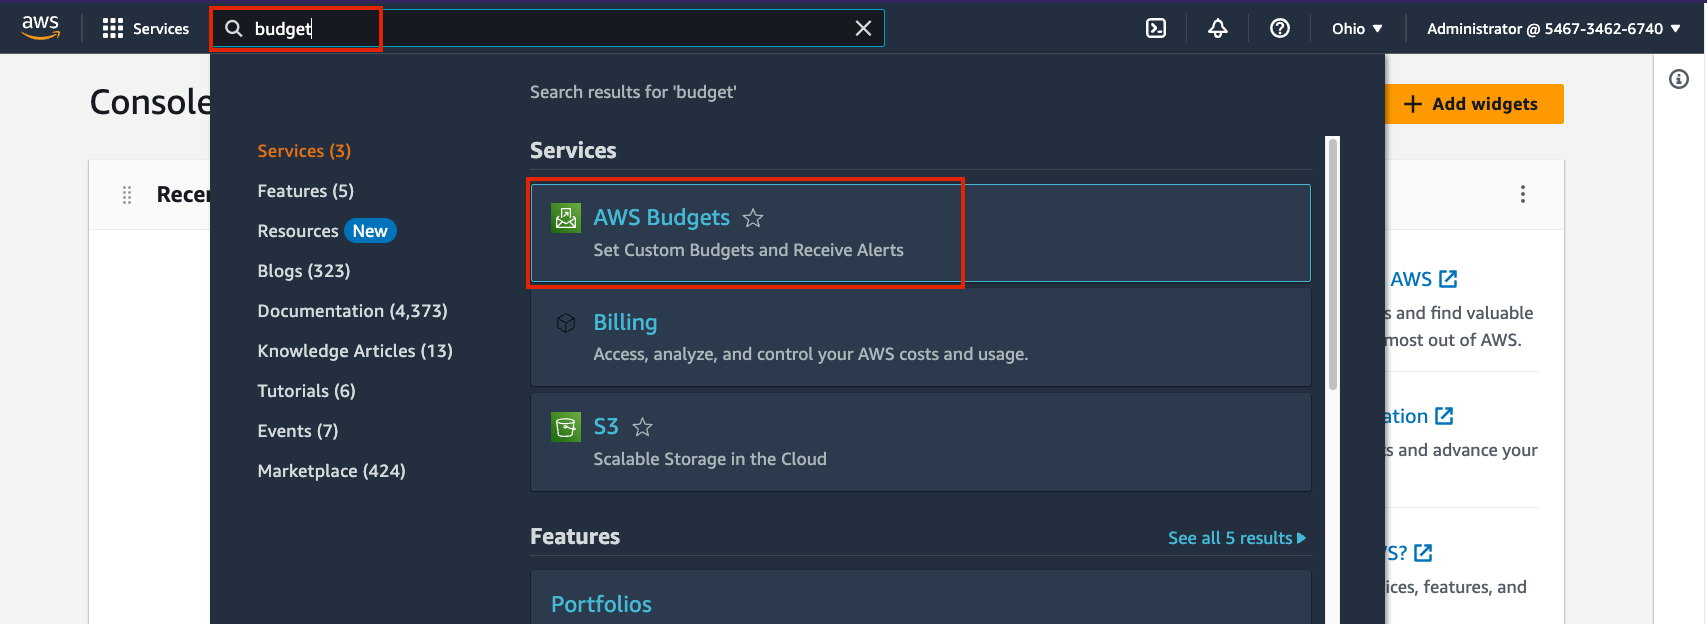 aws
Services
budget
Ohio ▼
Administrator @ 5467-3462-6740 ▼
Console
+ Add widgets
Search results for 'budget'
Services (3)
Features (5)
Resources New
Blogs (323)
Documentation (4,373)
Knowledge Articles (13)
Tutorials (6)
Events (7)
Marketplace (424)
Services
AWS Budgets
Set Custom Budgets and Receive Alerts
Billing
Access, analyze, and control your AWS costs and usage.
S3
Scalable Storage in the Cloud
Features
See all 5 results
Portfolios
Recen
AWS
s and find valuable
most out of AWS.
ation
s and advance your
S?
ices, features, and